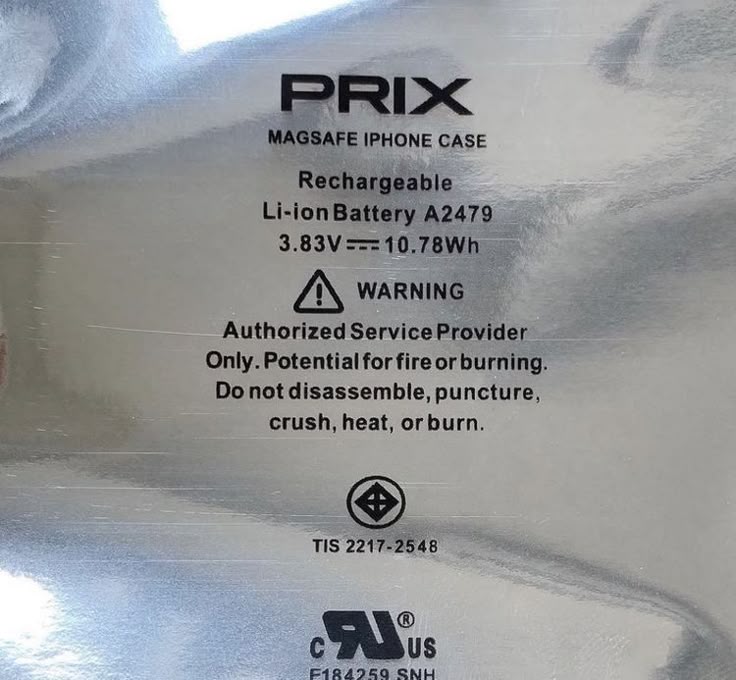 PRIX
MAGSAFE IPHONE CASE
Rechargeable
Li-ion Battery A2479
3.83V⎓10.78Wh
WARNING
Authorized Service Provider
Only. Potential for fire or burning.
Do not disassemble, puncture,
crush, heat, or burn.
TIS 2217-2548
c RU® US
E184259 SNH